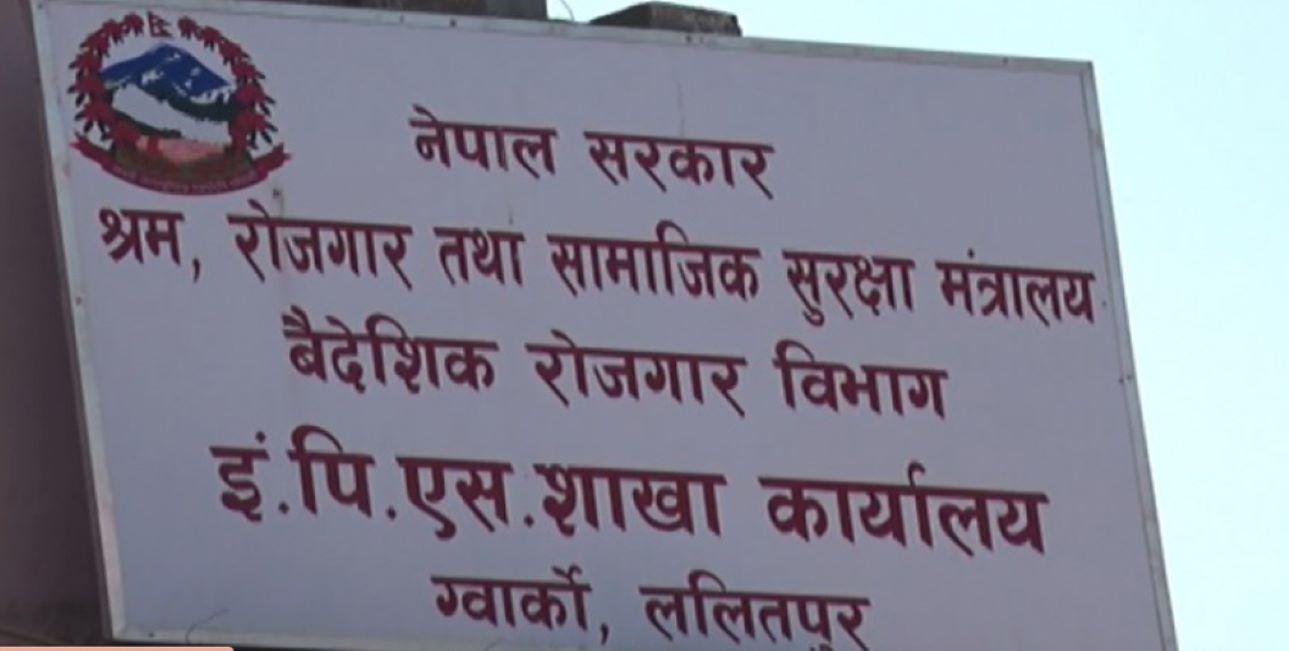 नेपाल सरकार
श्रम, रोजगार तथा सामाजिक सुरक्षा मंत्रालय
बैदेशिक रोजगार विभाग
इं.पि.एस.शाखा कार्यालय
ग्वार्को, ललितपुर